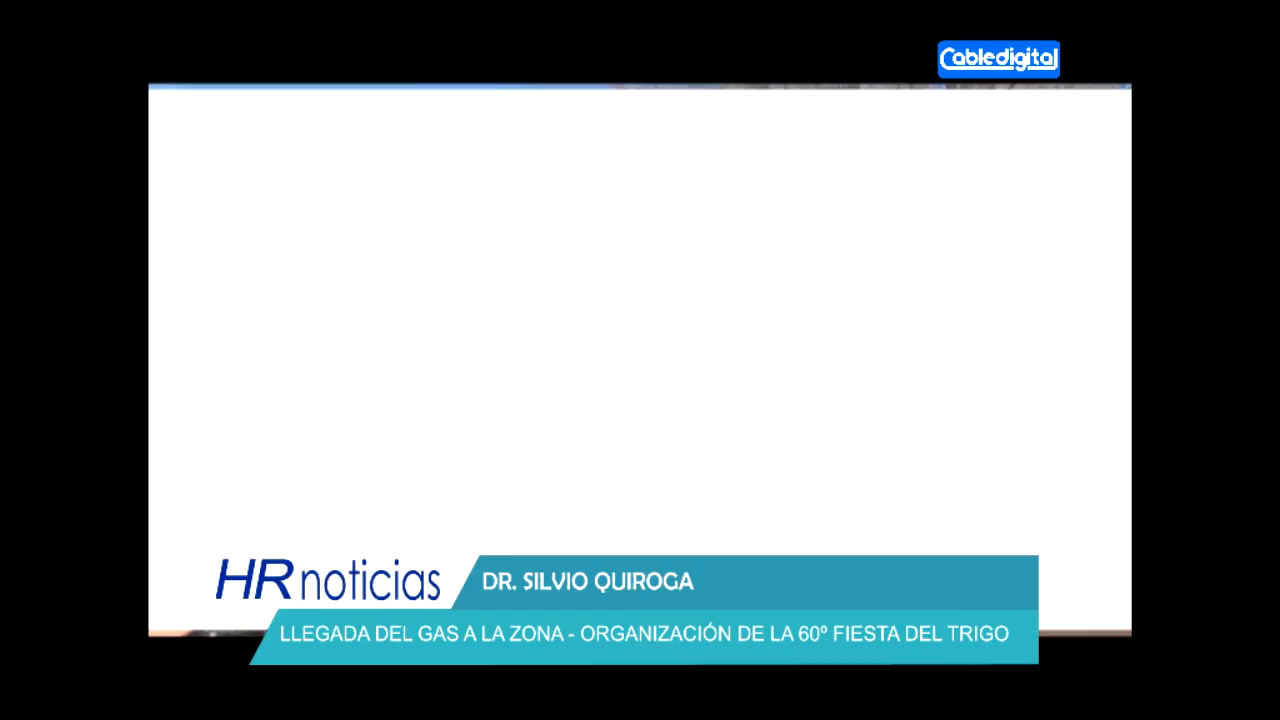 Cabledigital
HR noticias
DR. SILVIO QUIROGA
LLEGADA DEL GAS A LA ZONA - ORGANIZACIÓN DE LA 60º FIESTA DEL TRIGO